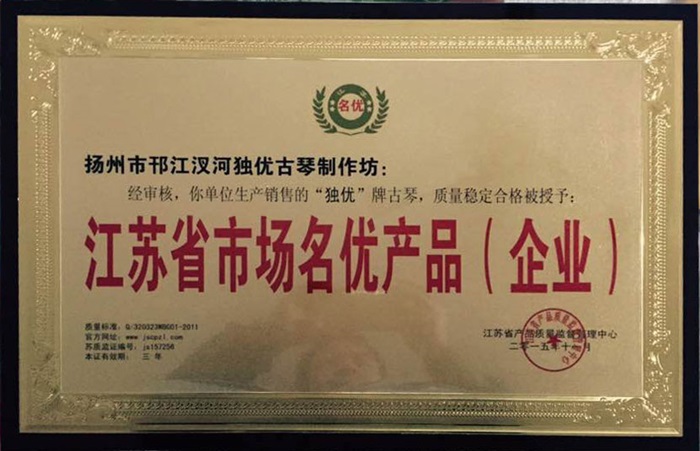 名优
扬州市邗江汊河独优古琴制作坊：
经审核，你单位生产销售的“独优”牌古琴，质量稳定合格被授予：
江苏省市场名优产品（企业）
质量标准：Q-320323MBG01-2011
官方网址：www.jscpzl.com
苏质监证编号：js157256
本证有效期：三年
江苏省产品质量监督管理中心
二零一五年十一月